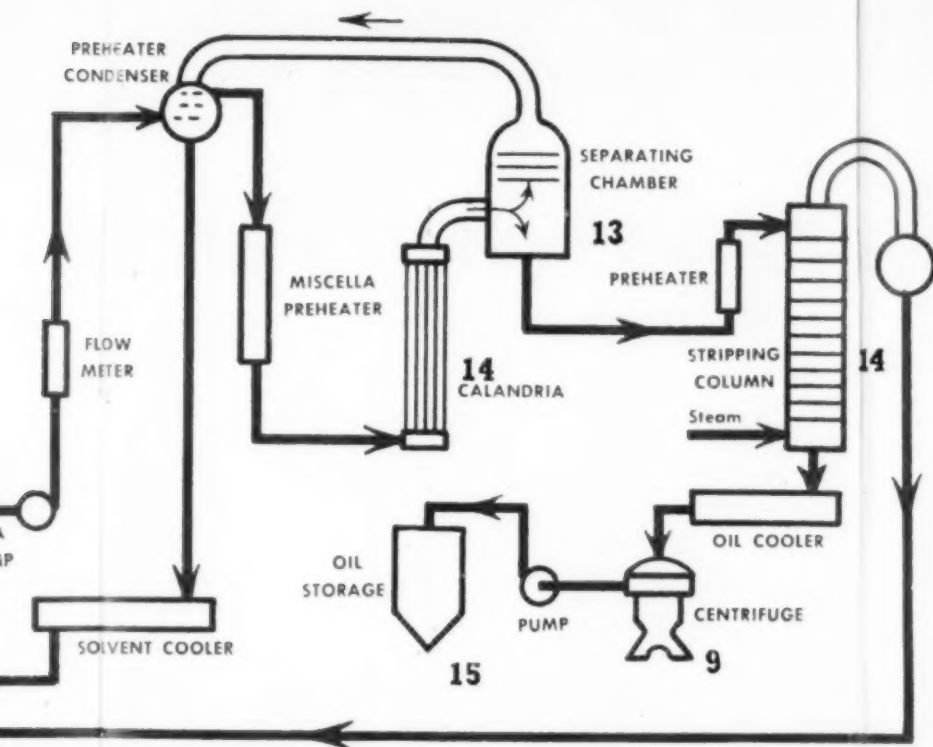 PREHEATER
CONDENSER
SEPARATING
CHAMBER
13
MISCELLA
PREHEATER
PREHEATER
FLOW
METER
14
CALANDRIA
STRIPPING
COLUMN
14
Steam
OIL COOLER
OIL
STORAGE
15
PUMP
CENTRIFUGE
9
SOLVENT COOLER